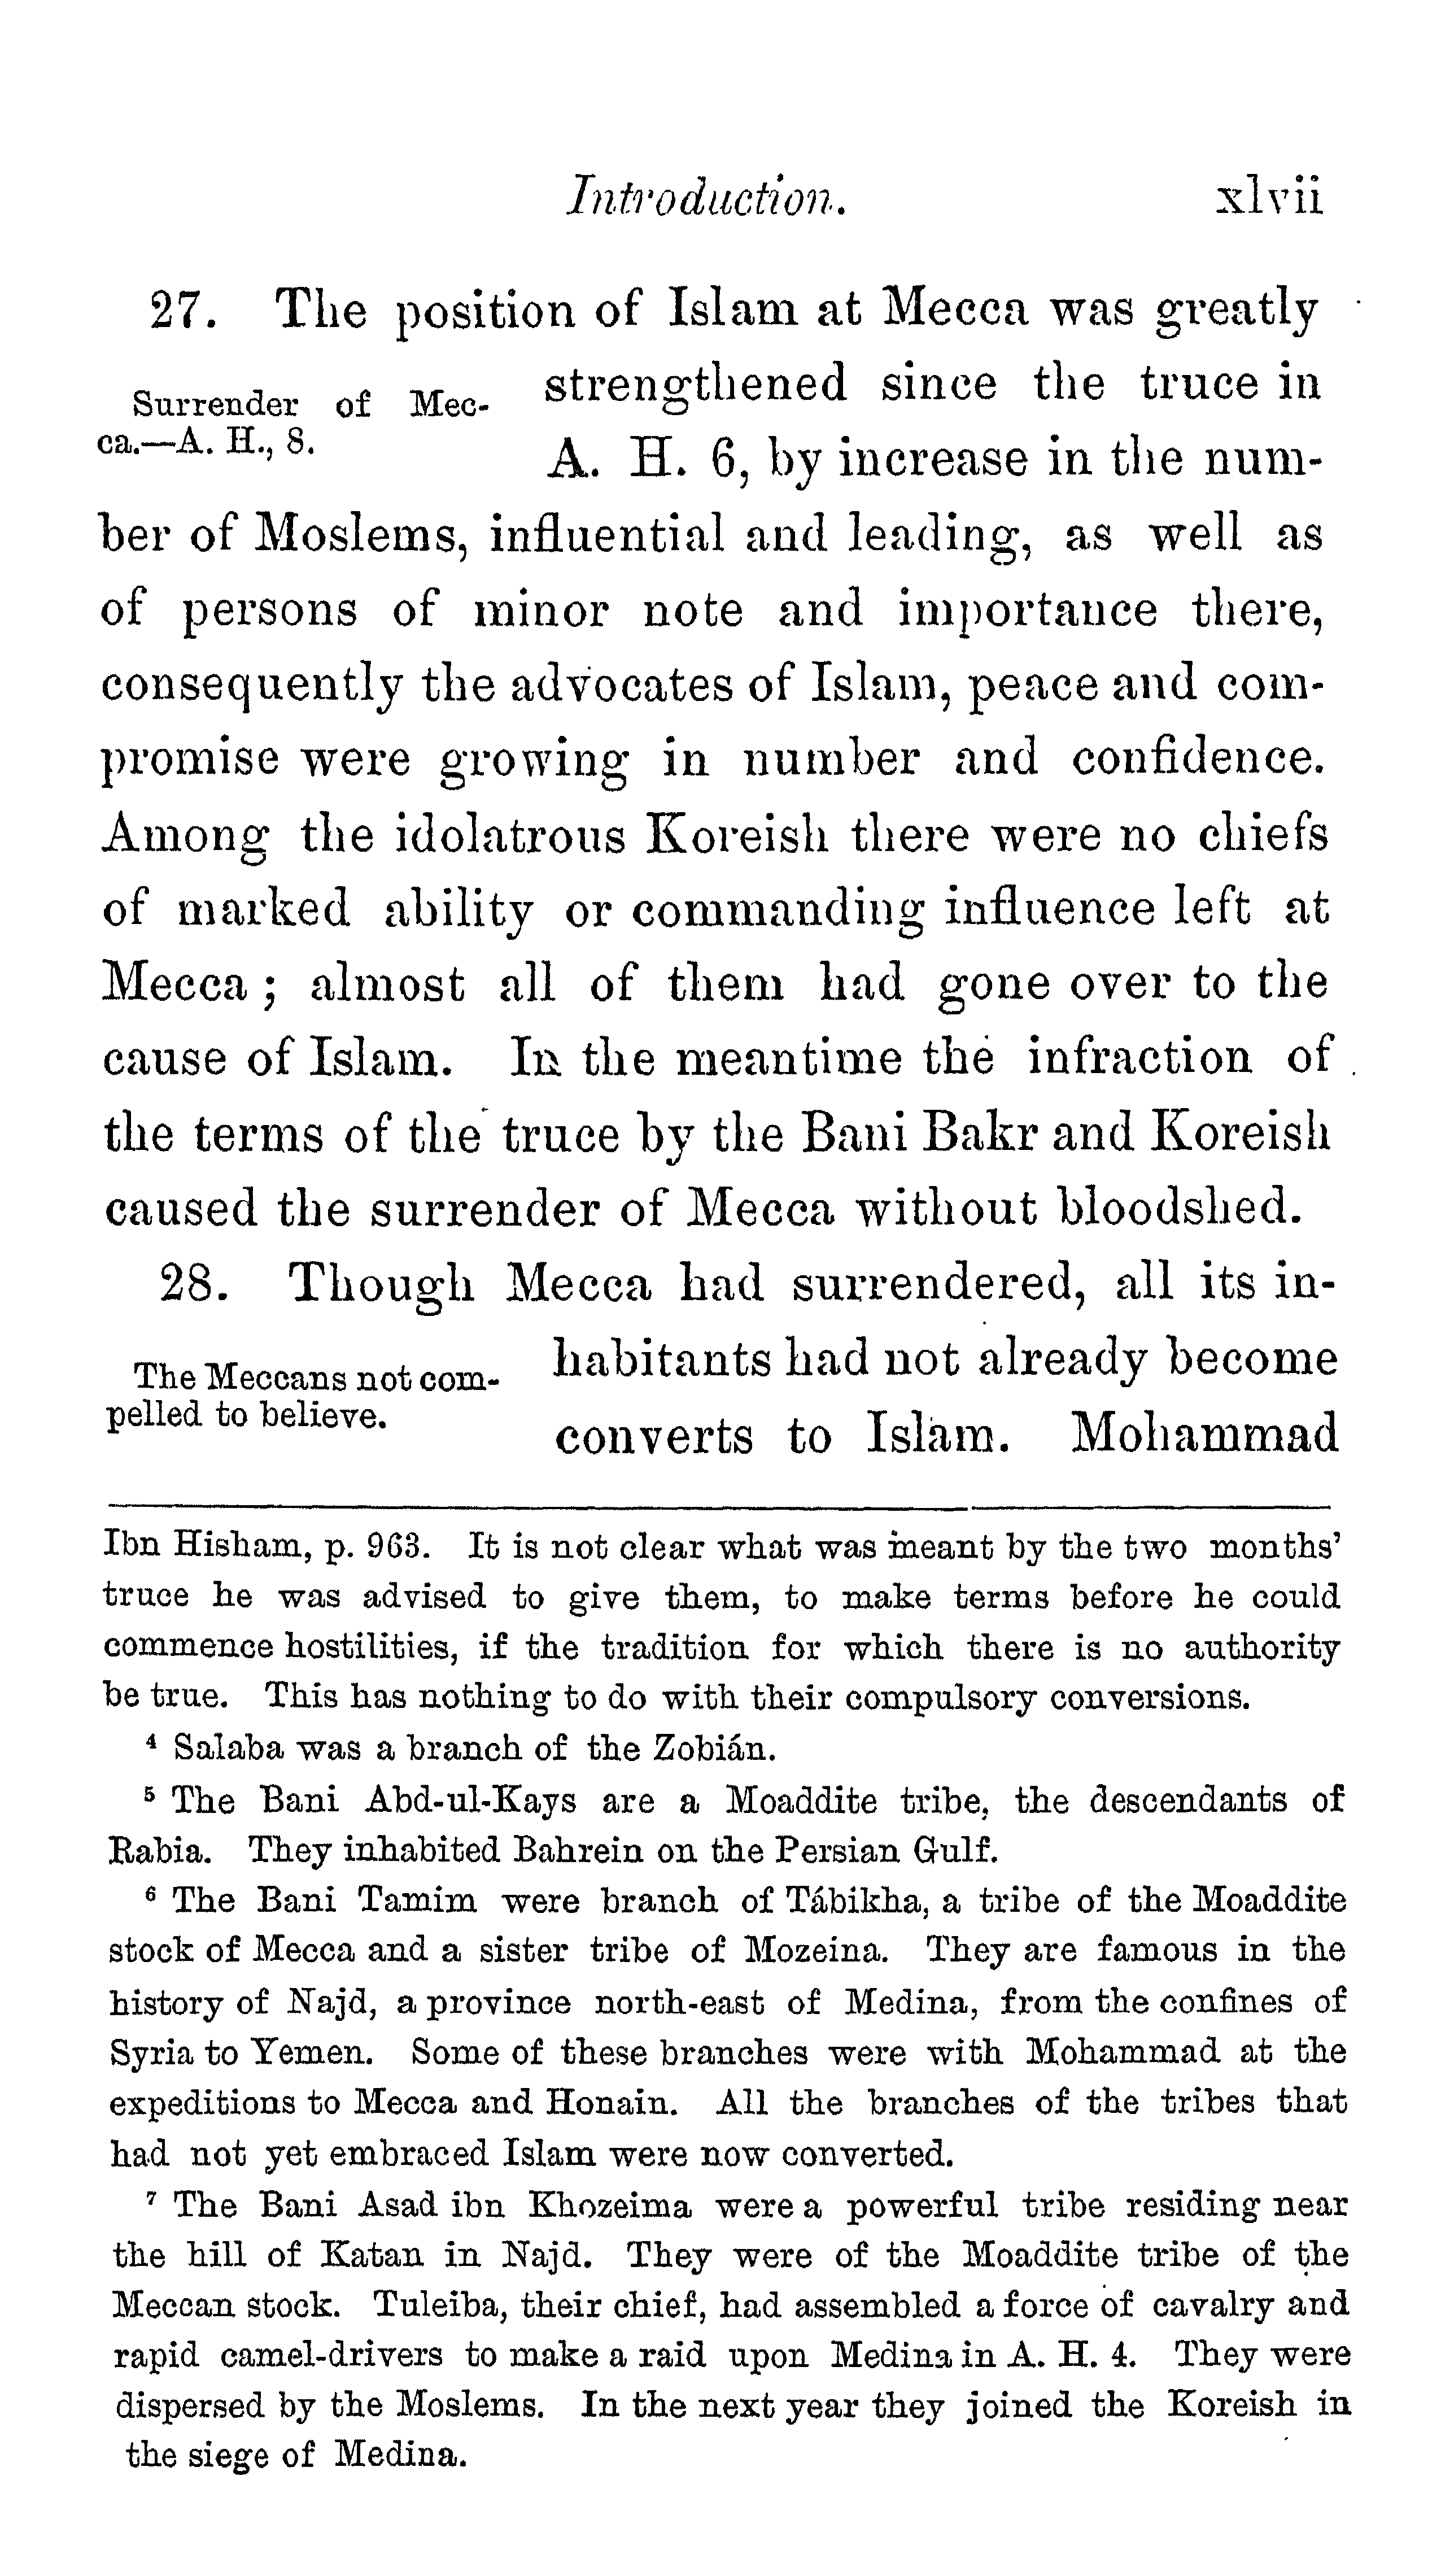 Introduction. xlvii
27. The position of Islam at Mecca was greatly
Surrender of Mec-
ca.—A. H., 8.
strengthened since the truce in
A. H. 6, by increase in the num-
ber of Moslems, influential and leading, as well as
of persons of minor note and importance there,
consequently the advocates of Islam, peace and com-
promise were growing in number and confidence.
Among the idolatrous Koreish there were no chiefs
of marked ability or commanding influence left at
Mecca; almost all of them had gone over to the
cause of Islam. In the meantime the infraction of
the terms of the truce by the Bani Bakr and Koreish
caused the surrender of Mecca without bloodshed.
28. Though Mecca had surrendered, all its in-
The Meccans not com-
pelled to believe.
habitants had not already become
converts to Islam. Mohammad
Ibn Hisham, p. 963. It is not clear what was meant by the two months'
truce he was advised to give them, to make terms before he could
commence hostilities, if the tradition for which there is no authority
be true. This has nothing to do with their compulsory conversions.
⁴ Salaba was a branch of the Zobián.
⁵ The Bani Abd-ul-Kays are a Moaddite tribe, the descendants of
Rabia. They inhabited Bahrein on the Persian Gulf.
⁶ The Bani Tamim were branch of Tábikha, a tribe of the Moaddite
stock of Mecca and a sister tribe of Mozeina. They are famous in the
history of Najd, a province north-east of Medina, from the confines of
Syria to Yemen. Some of these branches were with Mohammad at the
expeditions to Mecca and Honain. All the branches of the tribes that
had not yet embraced Islam were now converted.
⁷ The Bani Asad ibn Khozeima were a powerful tribe residing near
the hill of Katan in Najd. They were of the Moaddite tribe of the
Meccan stock. Tuleiba, their chief, had assembled a force of cavalry and
rapid camel-drivers to make a raid upon Medina in A. H. 4. They were
dispersed by the Moslems. In the next year they joined the Koreish in
the siege of Medina.